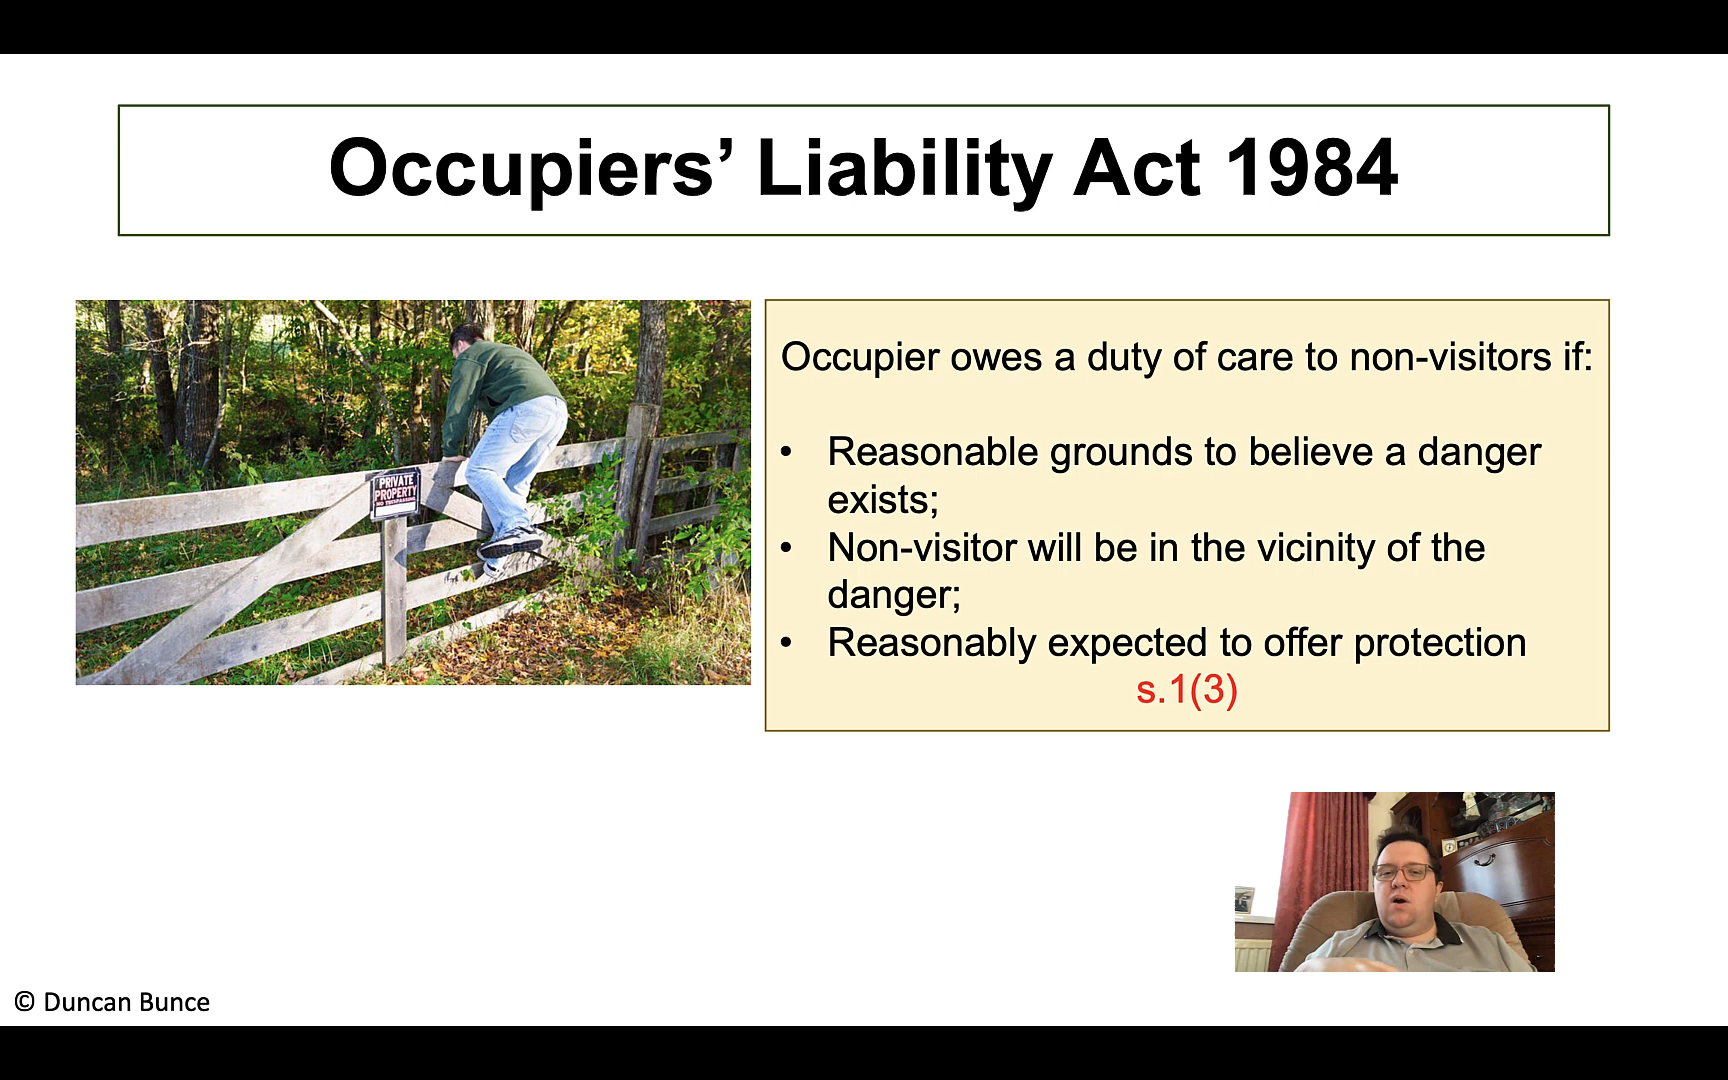 Occupiers’ Liability Act 1984
PRIVATE
PROPERTY
NO TRESPASSING
Occupier owes a duty of care to non-visitors if:
• Reasonable grounds to believe a danger
exists;
• Non-visitor will be in the vicinity of the
danger;
• Reasonably expected to offer protection
s.1(3)
© Duncan Bunce